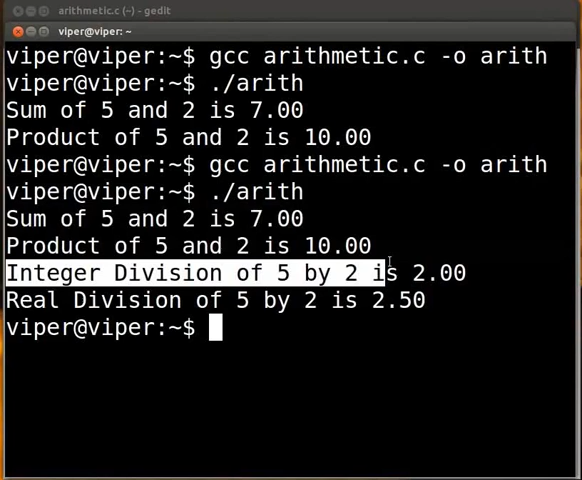 arithmetic.c (~) - gedit
viper@viper: ~
viper@viper:~$ gcc arithmetic.c -o arith
viper@viper:~$ ./arith
Sum of 5 and 2 is 7.00
Product of 5 and 2 is 10.00
viper@viper:~$ gcc arithmetic.c -o arith
viper@viper:~$ ./arith
Sum of 5 and 2 is 7.00
Product of 5 and 2 is 10.00
Integer Division of 5 by 2 is 2.00
Real Division of 5 by 2 is 2.50
viper@viper:~$